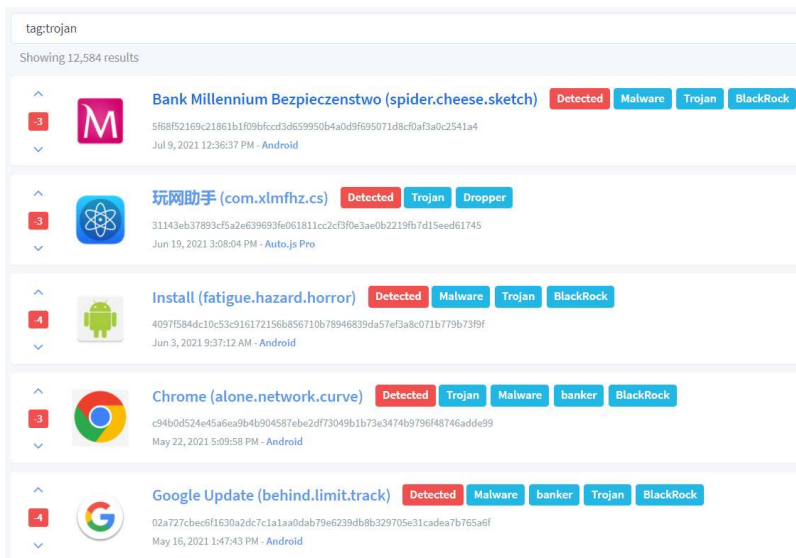 tag:trojan
Showing 12,584 results
Bank Millennium Bezpieczenstwo (spider.cheese.sketch) Detected Malware Trojan BlackRock
-3
5f68f52169c21861b1f09bfccd3d659950b4a0d9f695071d8cf0af3a0c2541a4
Jul 9, 2021 12:36:37 PM - Android
玩网助手 (com.xlmfhz.cs) Detected Trojan Dropper
-3
31143eb37893cf5a2e639693fe061811cc2cf3f0e3ae0b2219fb7d15eed61745
Jun 19, 2021 3:08:04 PM - Auto.js Pro
Install (fatigue.hazard.horror) Detected Malware Trojan BlackRock
-4
4097f584dc10c53c916172156b856710b78946839da57ef3a8c071b779b73f9f
Jun 3, 2021 9:37:12 AM - Android
Chrome (alone.network.curve) Detected Trojan Malware banker BlackRock
-3
c94b0d524e45a6ea9b4b904587ebe2df73049b1b73e3474b9796f48746adde99
May 22, 2021 5:09:58 PM - Android
Google Update (behind.limit.track) Detected Malware banker Trojan BlackRock
-4
02a727cbec6f1630a2dc7c1a1aa0dab79e6239db8b329705e31cadea7b765a6f
May 16, 2021 1:47:43 PM - Android